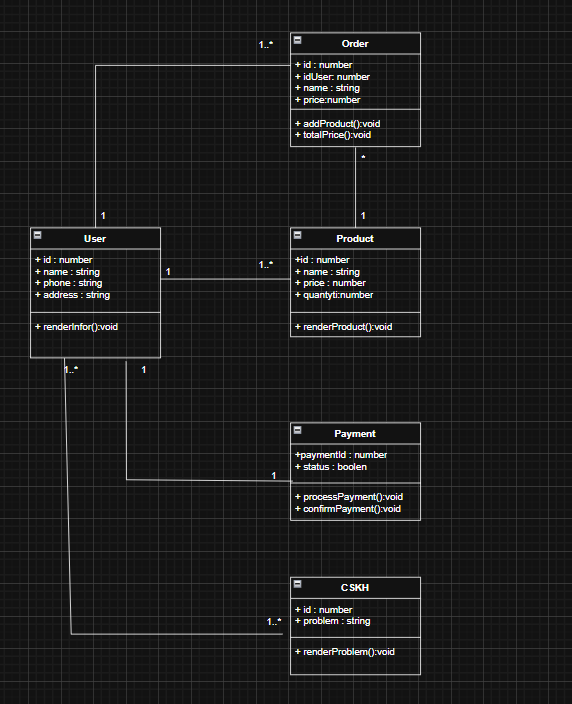 1..*
Order
+ id : number
+ idUser: number
+ name : string
+ price:number
+ addProduct():void
+ totalPrice():void
*
1
1
User
+ id : number
+ name : string
+ phone : string
+ address : string
+ renderInfor():void
1
1..*
Product
+id : number
+ name : string
+ price : number
+ quantyti:number
+ renderProduct():void
1..*
1
Payment
+paymentId : number
+ status : boolen
+ processPayment():void
+ confirmPayment():void
1
CSKH
+ id : number
+ problem : string
+ renderProblem():void
1..*